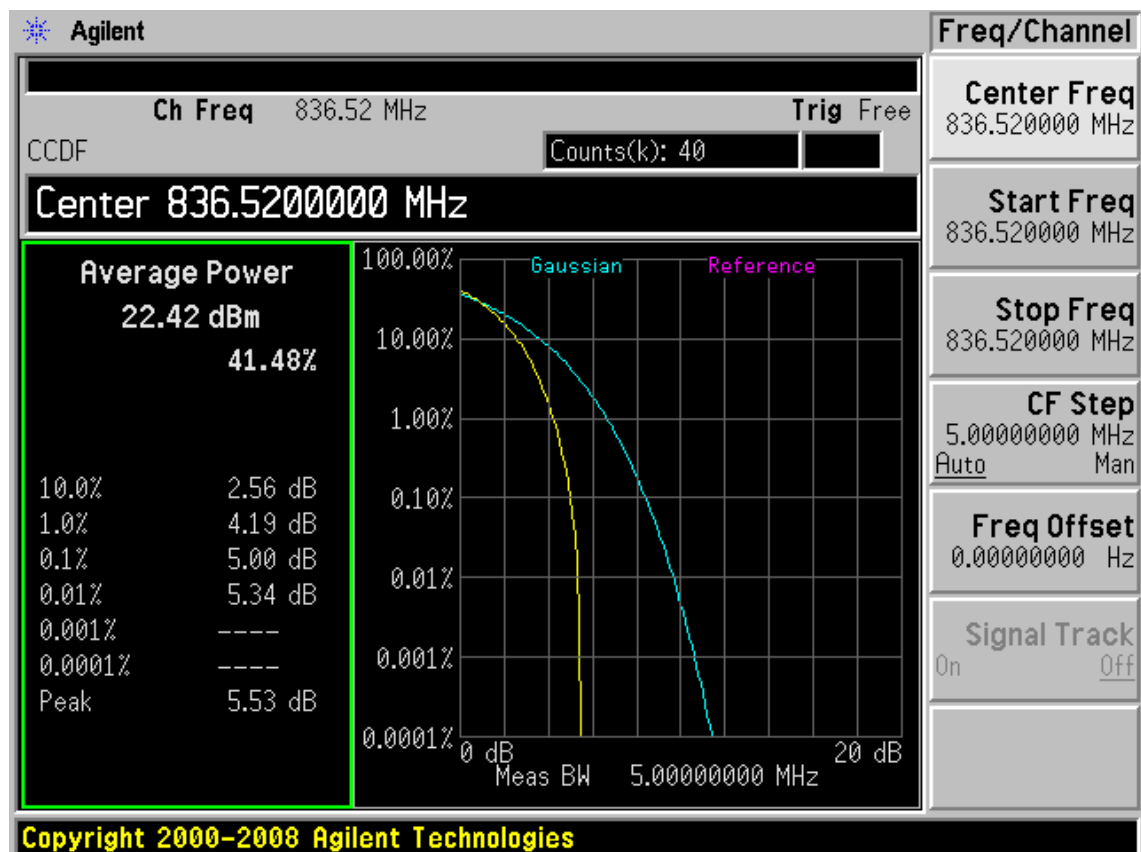 Agilent
Freq/Channel
Ch Freq 836.52 MHz Trig Free
CCDF Counts(k): 40
Center 836.5200000 MHz
Average Power
22.42 dBm
41.48%
10.0% 2.56 dB
1.0% 4.19 dB
0.1% 5.00 dB
0.01% 5.34 dB
0.001% ----
0.0001% ----
Peak 5.53 dB
Gaussian Reference
100.00%
10.00%
1.00%
0.10%
0.01%
0.001%
0.0001%
0 dB 20 dB
Meas BW 5.00000000 MHz
Center Freq
836.520000 MHz
Start Freq
836.520000 MHz
Stop Freq
836.520000 MHz
CF Step
5.00000000 MHz
Auto Man
Freq Offset
0.00000000 Hz
Signal Track
On Off
Copyright 2000-2008 Agilent Technologies